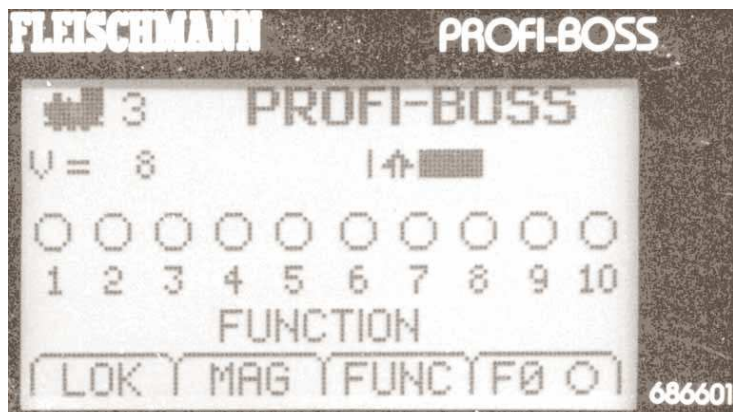 FLEISCHMANN PROFI-BOSS
3 PROFI-BOSS
V= 8
1 2 3 4 5 6 7 8 9 10
FUNCTION
LOK MAG FUNC F0
686601